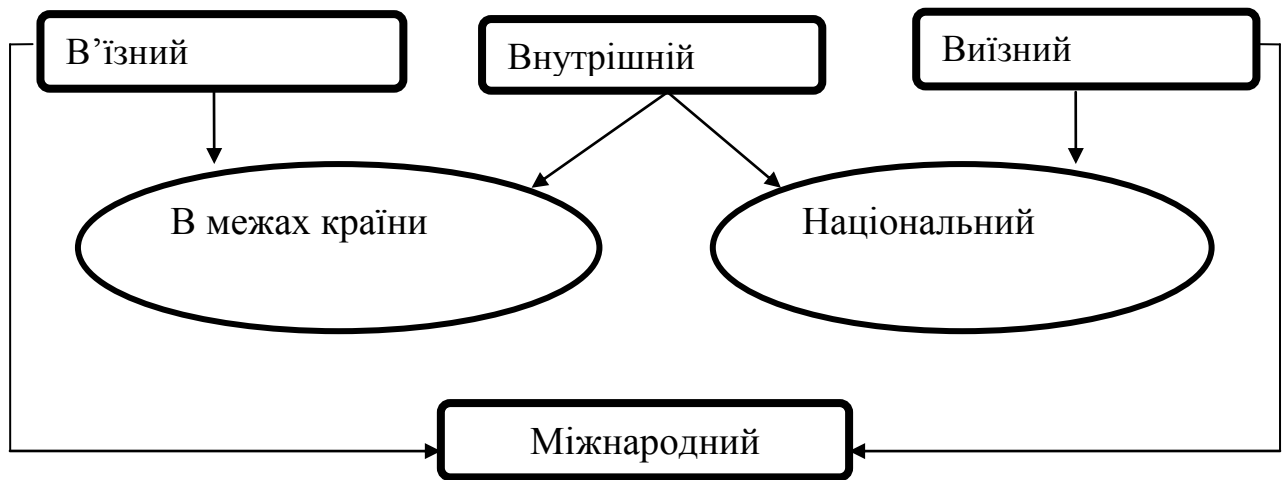 В’їзний
Внутрішній
Виїзний
В межах країни
Національний
Міжнародний